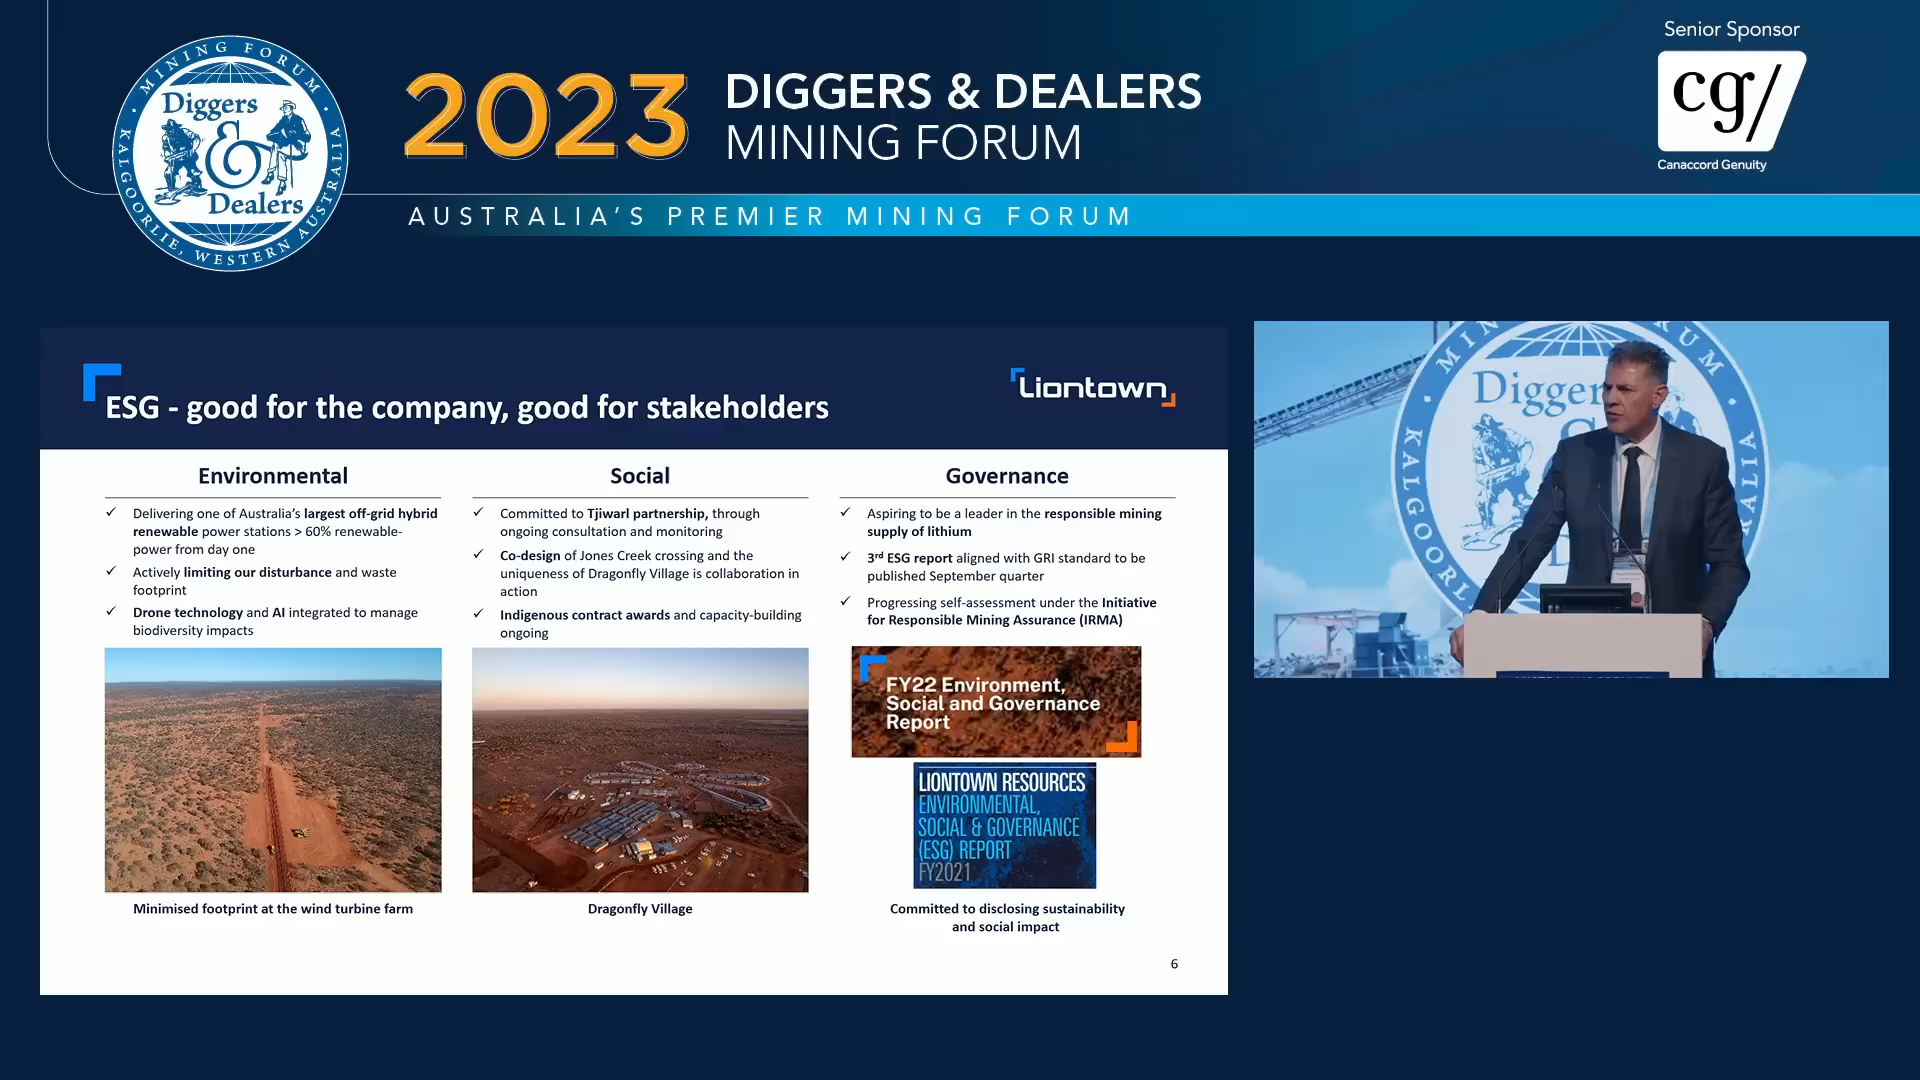 MINING FORUM
Diggers
&
Dealers
KALGOORLIE, WESTERN AUSTRALIA
2023
DIGGERS & DEALERS
MINING FORUM
AUSTRALIA'S PREMIER MINING FORUM
Senior Sponsor
cg/
Canaccord Genuity
ESG - good for the company, good for stakeholders
Liontown
Environmental
✓ Delivering one of Australia's largest off-grid hybrid
renewable power stations > 60% renewable-
power from day one
✓ Actively limiting our disturbance and waste
footprint
✓ Drone technology and AI integrated to manage
biodiversity impacts
Minimised footprint at the wind turbine farm
Social
✓ Committed to Tjiwarl partnership, through
ongoing consultation and monitoring
✓ Co-design of Jones Creek crossing and the
uniqueness of Dragonfly Village is collaboration in
action
✓ Indigenous contract awards and capacity-building
ongoing
Dragonfly Village
Governance
✓ Aspiring to be a leader in the responsible mining
supply of lithium
✓ 3rd ESG report aligned with GRI standard to be
published September quarter
✓ Progressing self-assessment under the Initiative
for Responsible Mining Assurance (IRMA)
FY22 Environment,
Social and Governance
Report
LIONTOWN RESOURCES
ENVIRONMENTAL,
SOCIAL & GOVERNANCE
(ESG) REPORT
FY2021
Committed to disclosing sustainability
and social impact
6
Digger
KALGOORL